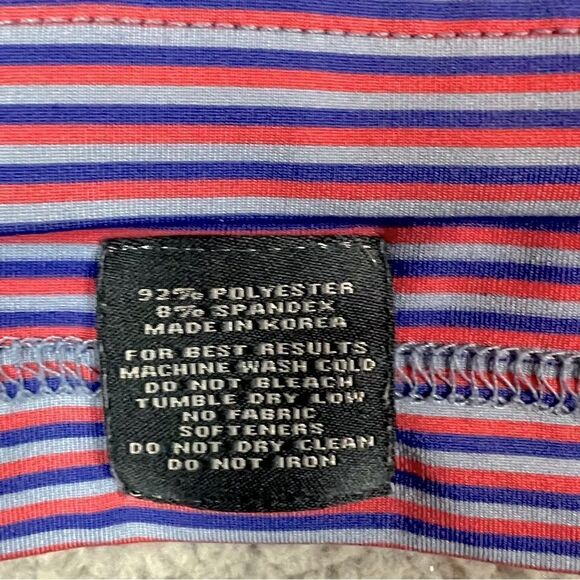 92% POLYESTER
8% SPANDEX
MADE IN KOREA
FOR BEST RESULTS
MACHINE WASH COLD
DO NOT BLEACH
TUMBLE DRY LOW
NO FABRIC
SOFTENERS
DO NOT DRY CLEAN
DO NOT IRON